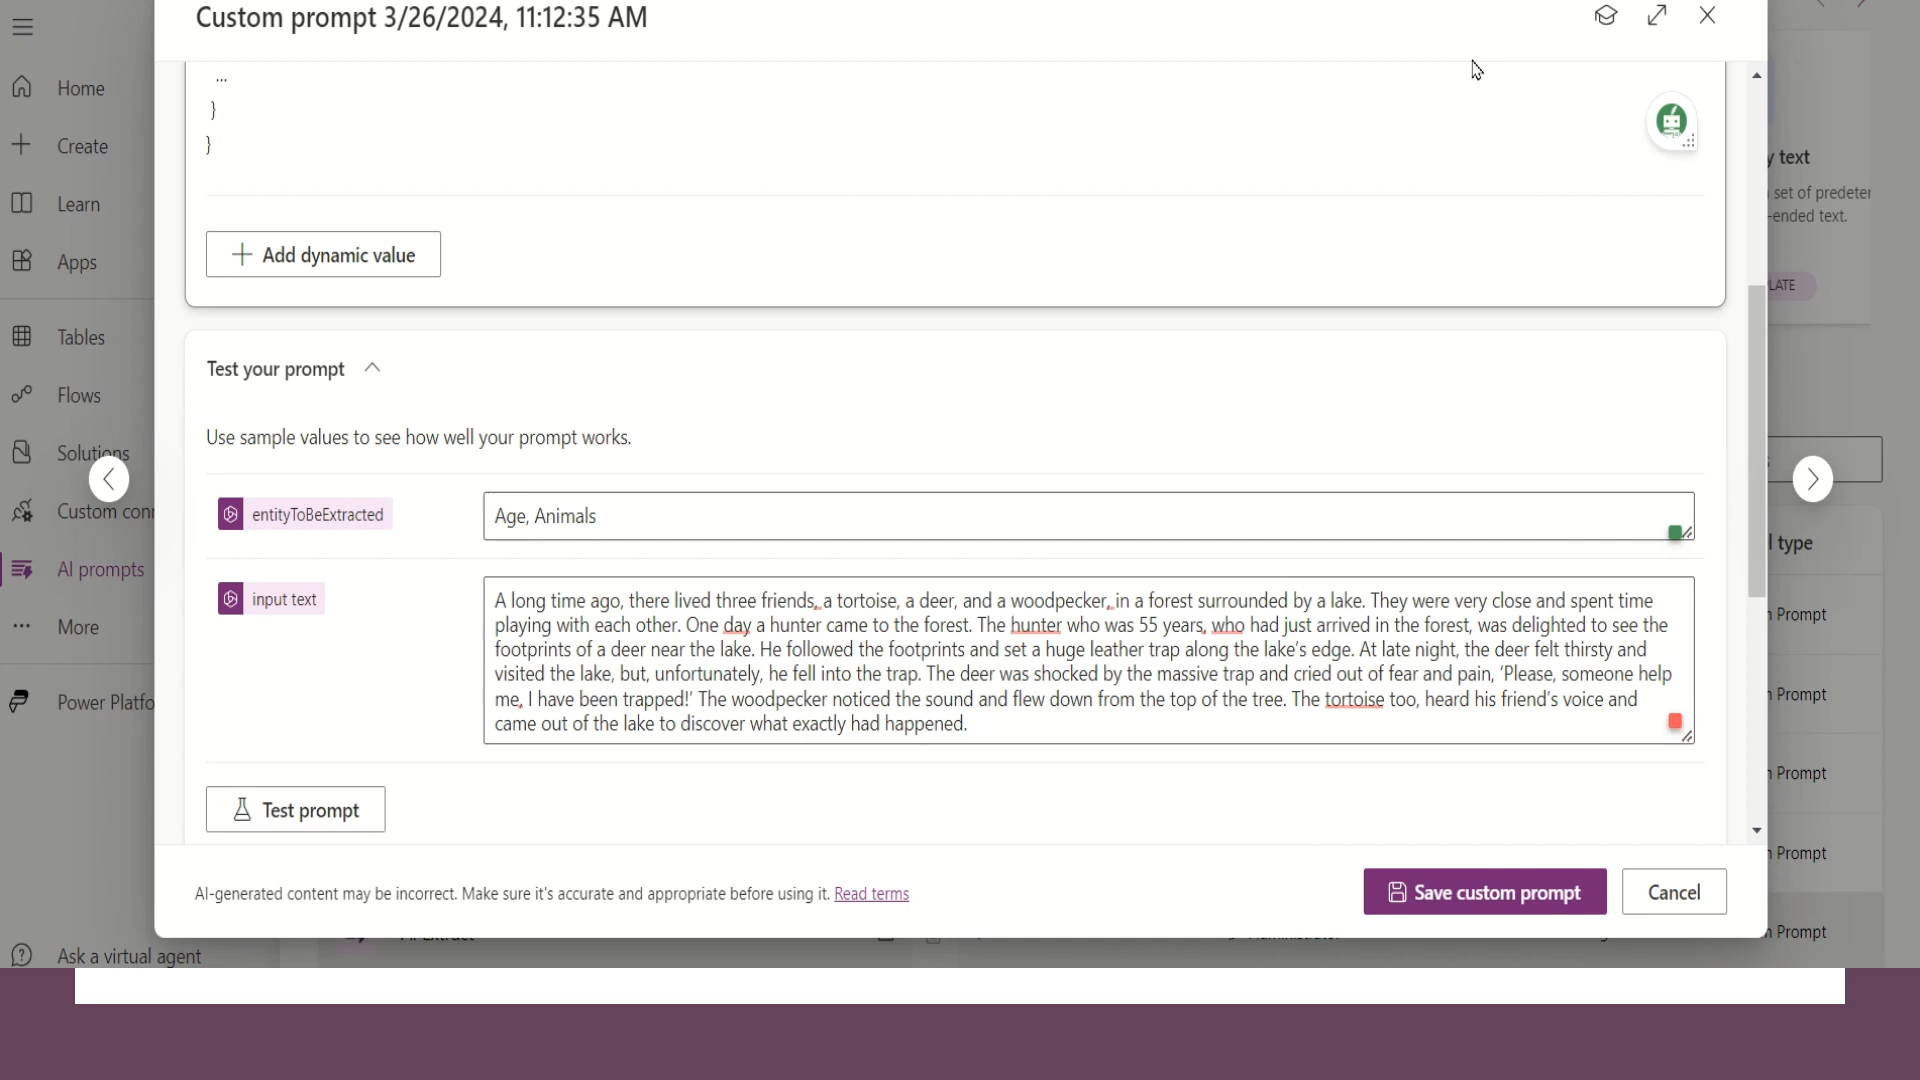 Custom prompt 3/26/2024, 11:12:35 AM
Home
Create
Learn
Apps
Tables
Flows
Solutions
Custom conn
AI prompts
More
Power Platfo
Ask a virtual agent
...
}
}
Add dynamic value
Test your prompt
Use sample values to see how well your prompt works.
entityToBeExtracted
Age, Animals
input text
A long time ago, there lived three friends, a tortoise, a deer, and a woodpecker, in a forest surrounded by a lake. They were very close and spent time
playing with each other. One day a hunter came to the forest. The hunter who was 55 years, who had just arrived in the forest, was delighted to see the
footprints of a deer near the lake. He followed the footprints and set a huge leather trap along the lake's edge. At late night, the deer felt thirsty and
visited the lake, but, unfortunately, he fell into the trap. The deer was shocked by the massive trap and cried out of fear and pain, ‘Please, someone help
me, I have been trapped!’ The woodpecker noticed the sound and flew down from the top of the tree. The tortoise too, heard his friend's voice and
came out of the lake to discover what exactly had happened.
Test prompt
AI-generated content may be incorrect. Make sure it's accurate and appropriate before using it. Read terms
Save custom prompt
Cancel
y text
set of predeter
-ended text.
LATE
l type
Prompt
Prompt
Prompt
Prompt
Prompt